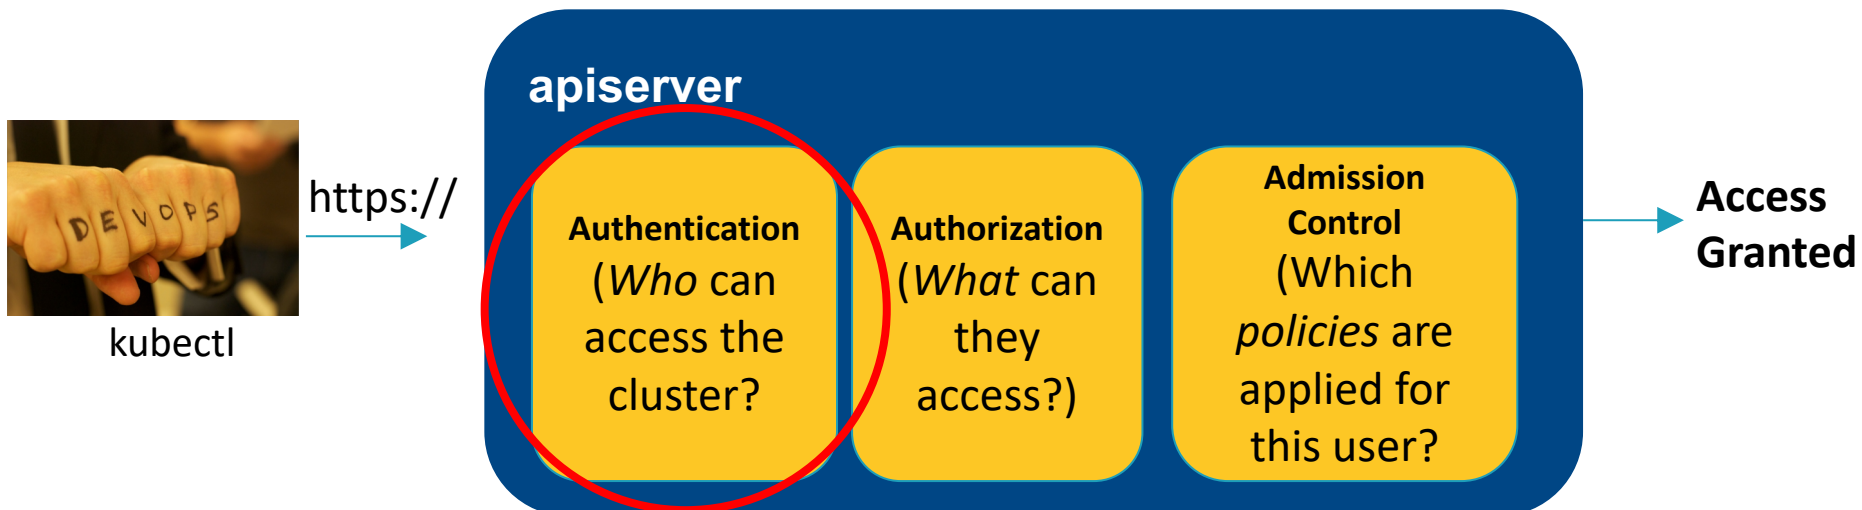 apiserver
DEVOPS
kubectl
https://
Authentication
(Who can
access the
cluster?
Authorization
(What can
they
access?)
Admission
Control
(Which
policies are
applied for
this user?
Access
Granted